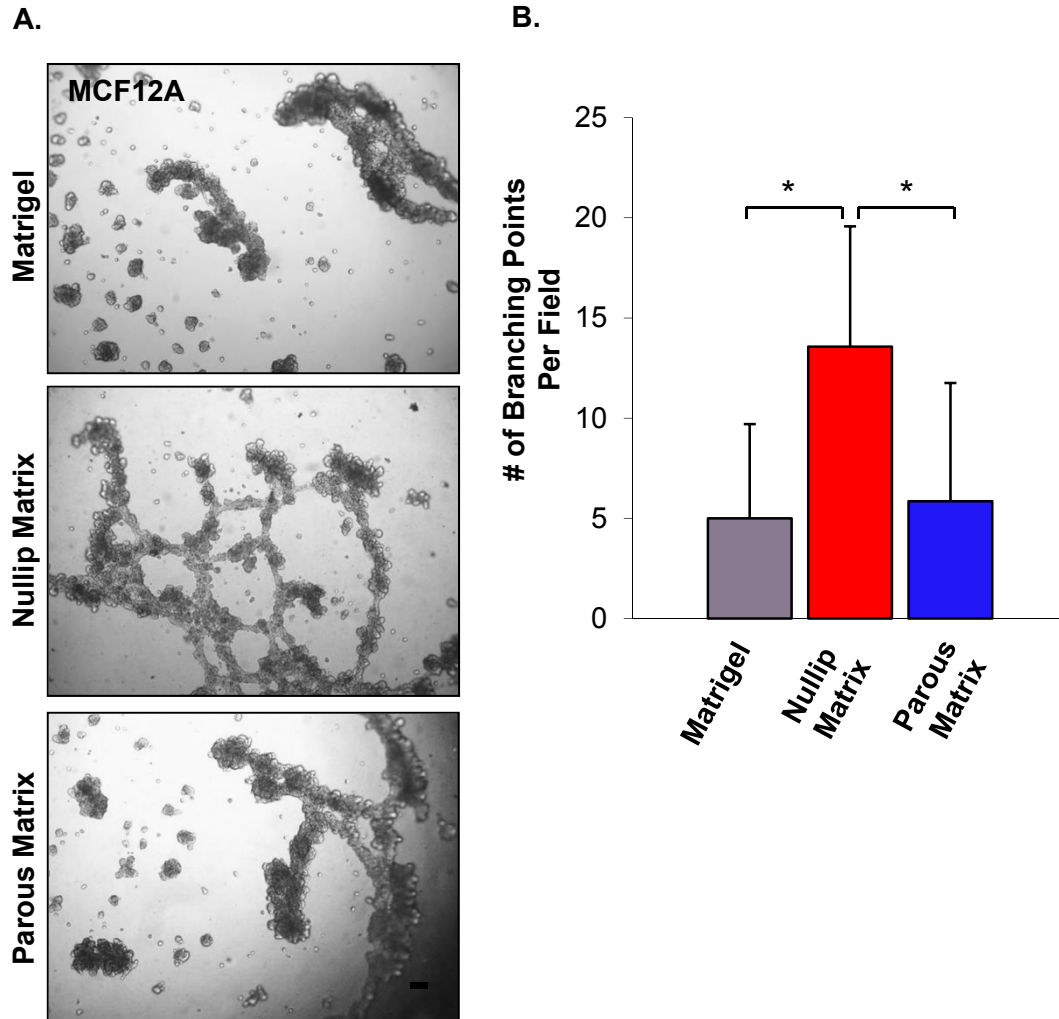 A.
MCF12A
Matrigel
Nullip Matrix
Parous Matrix
B.
# of Branching Points
Per Field
25
20
15
10
5
0
*
*
Matrigel
Nullip
Matrix
Parous
Matrix